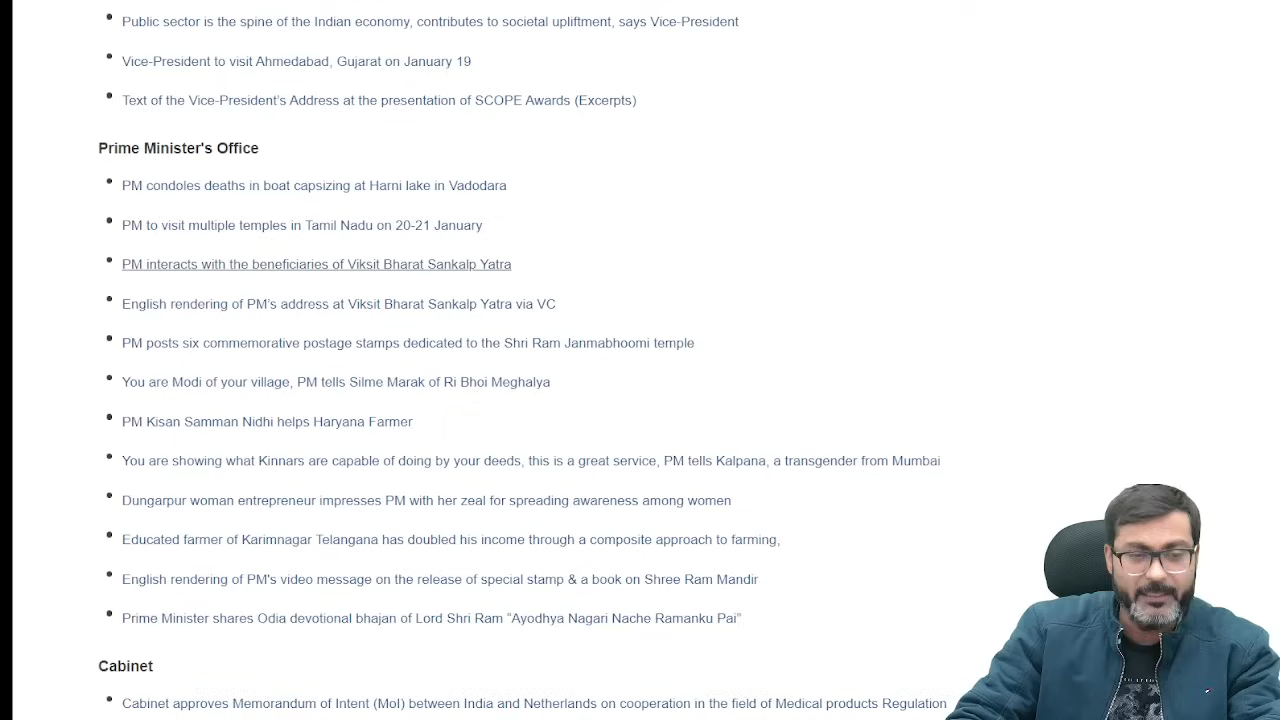 Public sector is the spine of the Indian economy, contributes to societal upliftment, says Vice-President
Vice-President to visit Ahmedabad, Gujarat on January 19
Text of the Vice-President's Address at the presentation of SCOPE Awards (Excerpts)
Prime Minister's Office
PM condoles deaths in boat capsizing at Harni lake in Vadodara
PM to visit multiple temples in Tamil Nadu on 20-21 January
PM interacts with the beneficiaries of Viksit Bharat Sankalp Yatra
English rendering of PM's address at Viksit Bharat Sankalp Yatra via VC
PM posts six commemorative postage stamps dedicated to the Shri Ram Janmabhoomi temple
You are Modi of your village, PM tells Silme Marak of Ri Bhoi Meghalya
PM Kisan Samman Nidhi helps Haryana Farmer
You are showing what Kinnars are capable of doing by your deeds, this is a great service, PM tells Kalpana, a transgender from Mumbai
Dungarpur woman entrepreneur impresses PM with her zeal for spreading awareness among women
Educated farmer of Karimnagar Telangana has doubled his income through a composite approach to farming,
English rendering of PM's video message on the release of special stamp & a book on Shree Ram Mandir
Prime Minister shares Odia devotional bhajan of Lord Shri Ram "Ayodhya Nagari Nache Ramanku Pai"
Cabinet
Cabinet approves Memorandum of Intent (MoI) between India and Netherlands on cooperation in the field of Medical products Regulation